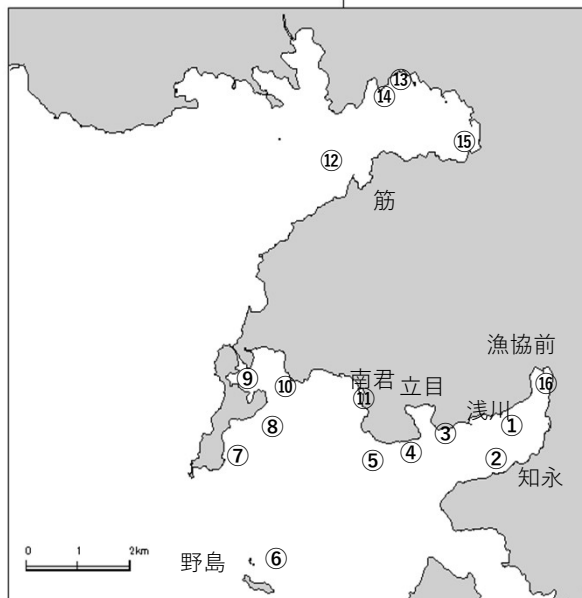 ⑬
⑭
⑮
⑫
筋
漁協前
南君 立目
⑨ ⑩ ⑪ 浅川 ⑯
⑧ ③ ①
⑦ ⑤ ④ ②
知永
0 1 2km
野島 ⑥